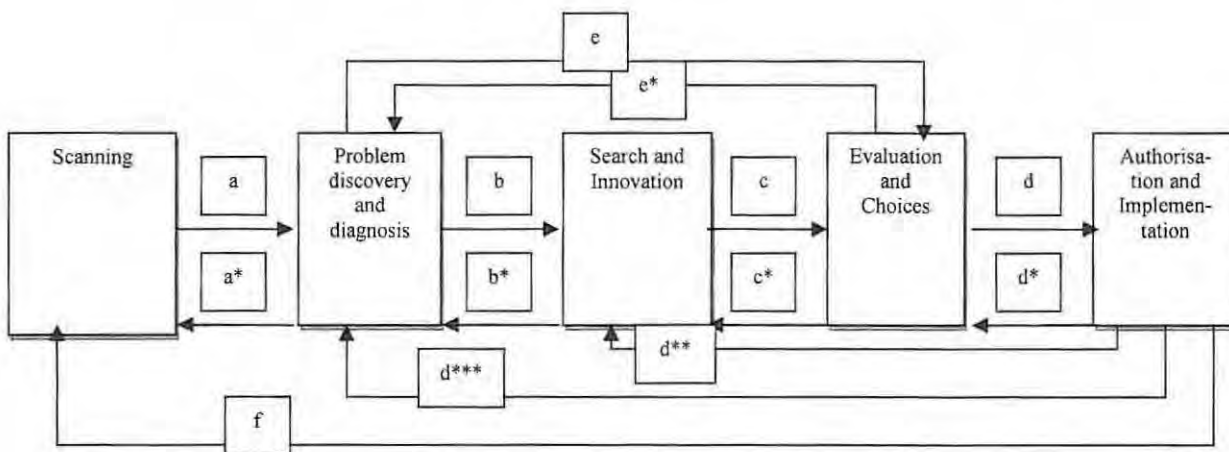 e
e*
Scanning
a
a*
Problem
discovery
and
diagnosis
b
b*
Search and
Innovation
c
c*
Evaluation
and
Choices
d
d*
Authorisa-
tion and
Implemen-
tation
d**
d***
f